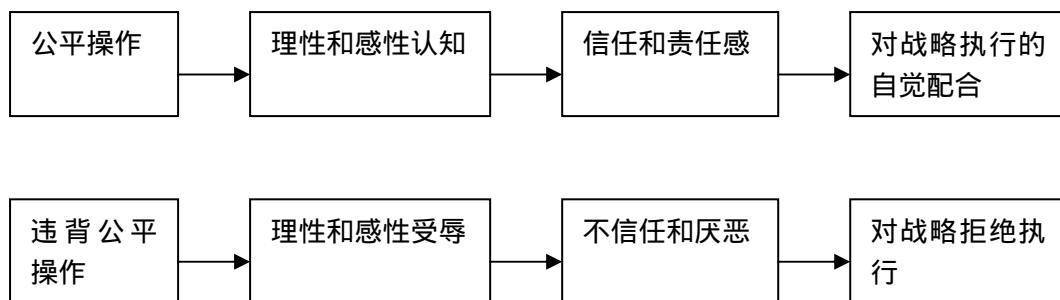 公平操作
理性和感性认知
信任和责任感
对战略执行的
自觉配合
违背公平
操作
理性和感性受辱
不信任和厌恶
对战略拒绝执
行